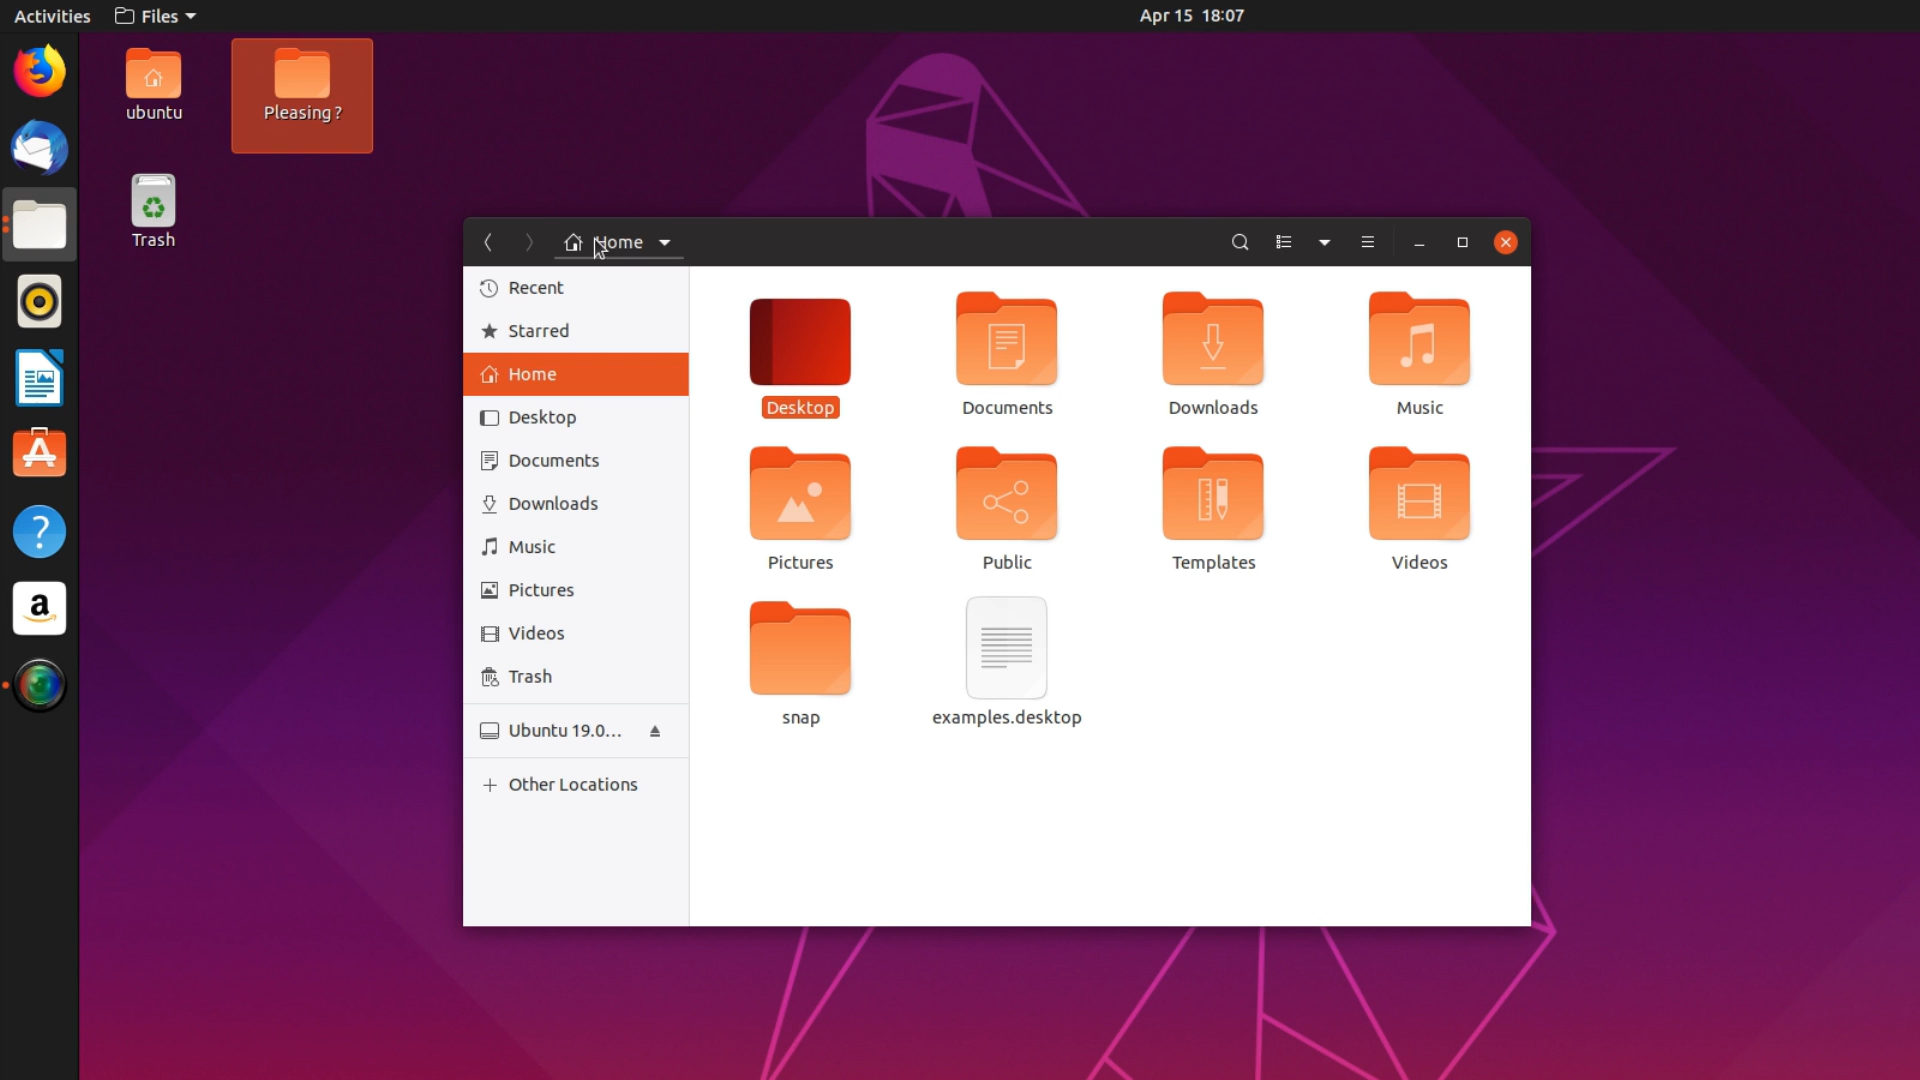 Activities Files Apr 15 18:07
ubuntu
Pleasing ?
Trash
Home
Recent
Starred
Home
Desktop
Documents
Downloads
Music
Pictures
Videos
Trash
Ubuntu 19.0...
Other Locations
Desktop Documents Downloads Music
Pictures Public Templates Videos
snap examples.desktop